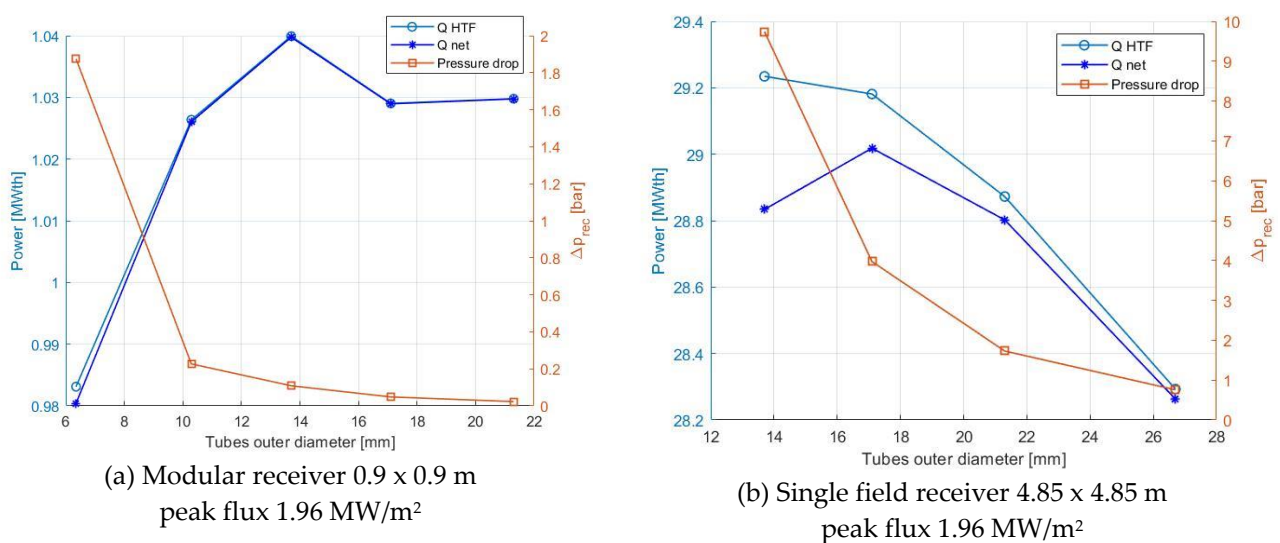 Q HTF
Q net
Pressure drop
1.04
1.03
1.02
1.01
1
0.99
0.98
Power [MWth]
2
1.8
1.6
1.4
1.2
1
0.8
0.6
0.4
0.2
0
Δp_rec [bar]
6 8 10 12 14 16 18 20 22
Tubes outer diameter [mm]
(a) Modular receiver 0.9 x 0.9 m
peak flux 1.96 MW/m²
Q HTF
Q net
Pressure drop
29.4
29.2
29
28.8
28.6
28.4
28.2
Power [MWth]
10
9
8
7
6
5
4
3
2
1
0
Δp_rec [bar]
12 14 16 18 20 22 24 26 28
Tubes outer diameter [mm]
(b) Single field receiver 4.85 x 4.85 m
peak flux 1.96 MW/m²